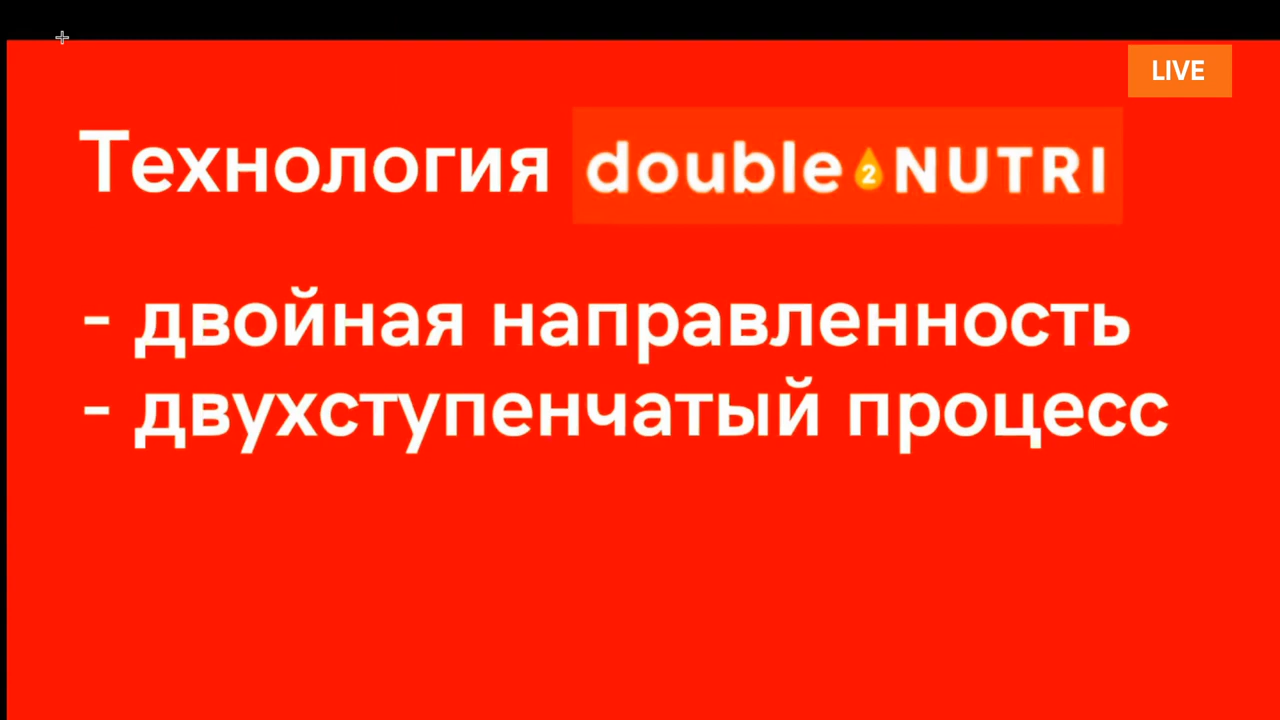 LIVE
Технология double 2 NUTRI
- двойная направленность
- двухступенчатый процесс